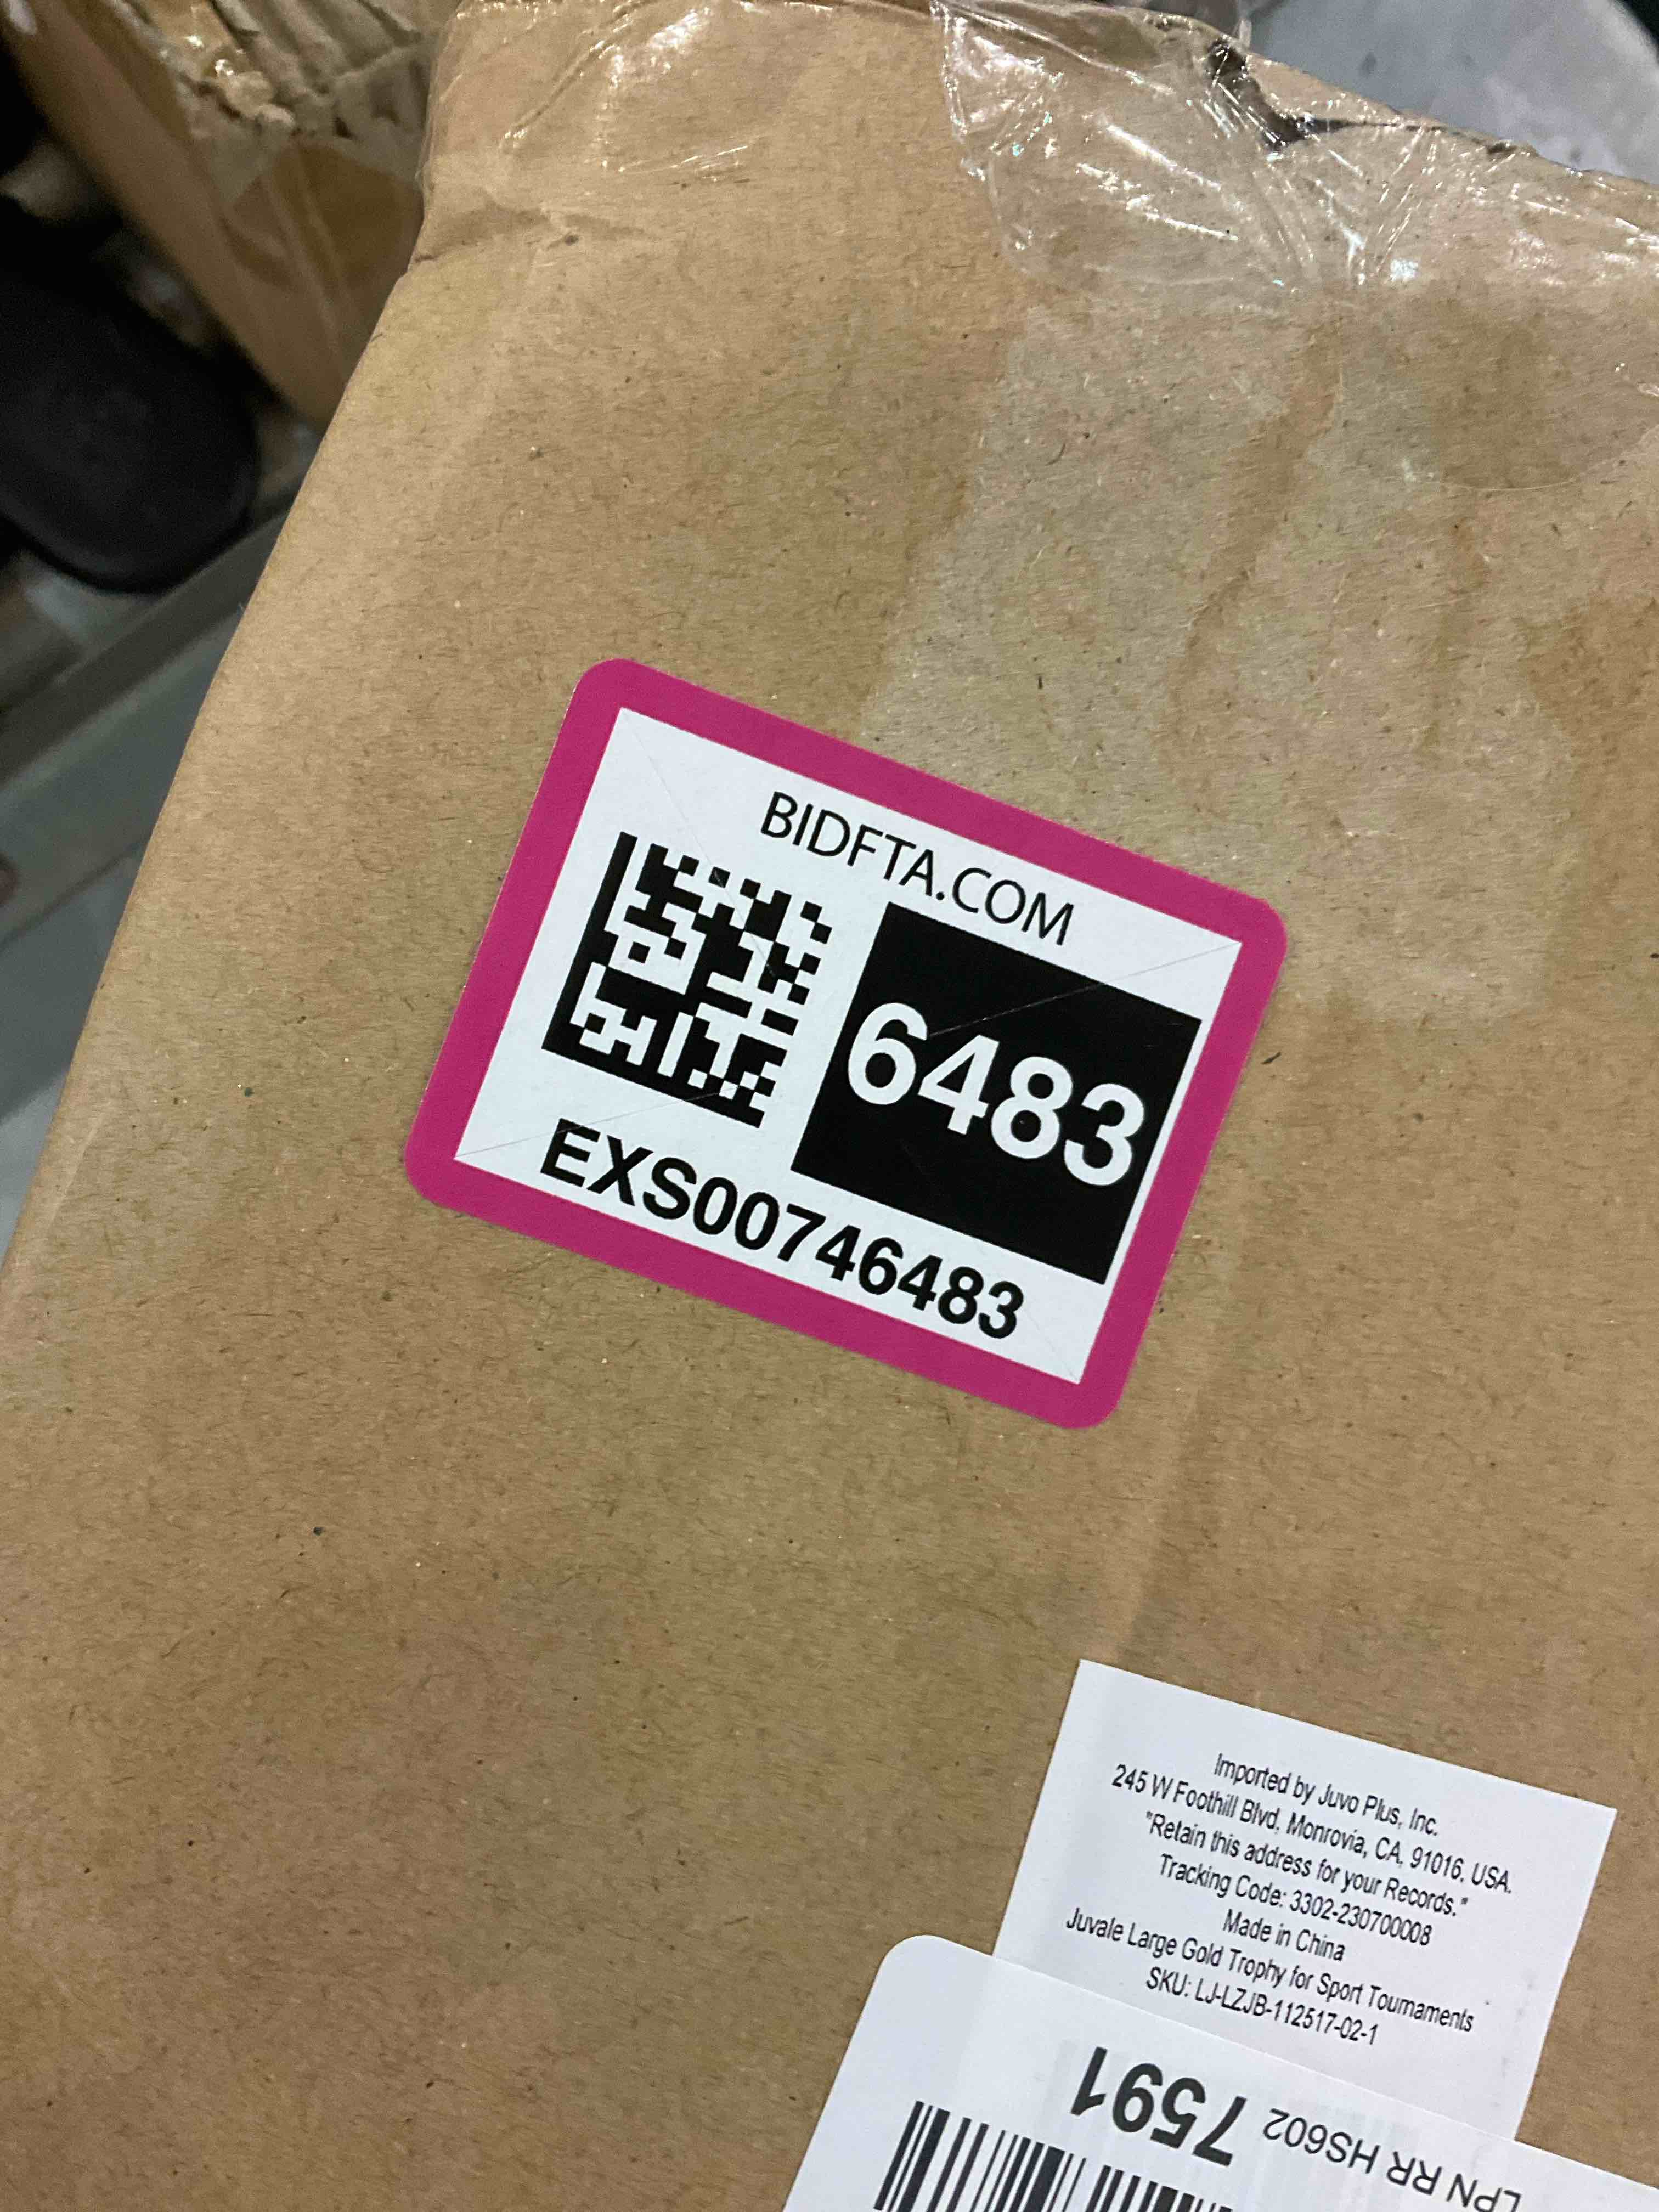 BIDFTA.COM
6483
EXS00746483
Imported by Juvo Plus, Inc.
245 W Foothill Blvd, Monrovia, CA, 91016, USA.
"Retain this address for your Records."
Tracking Code: 3302-230700008
Made in China
Juvale Large Gold Trophy for Sport Tournaments
SKU: LJ-LZJB-112517-02-1
LPN RR HS602 7591